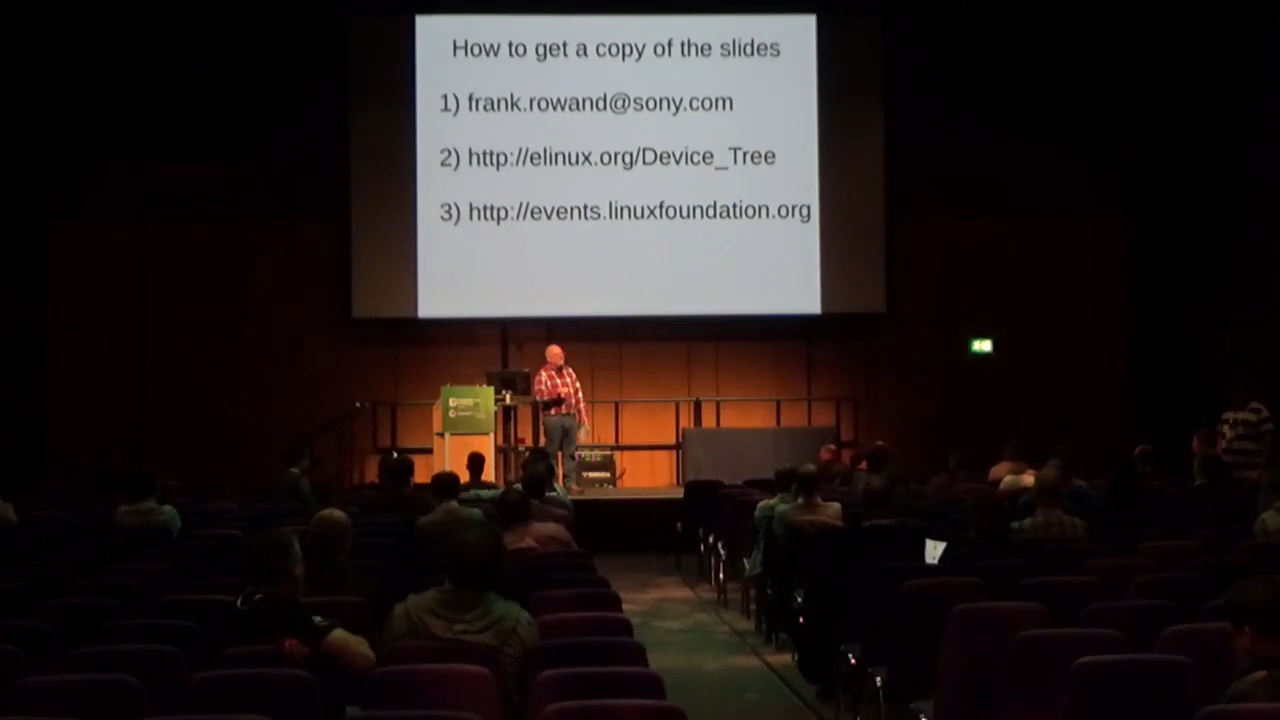 How to get a copy of the slides
1) frank.rowand@sony.com
2) http://elinux.org/Device_Tree
3) http://events.linuxfoundation.org